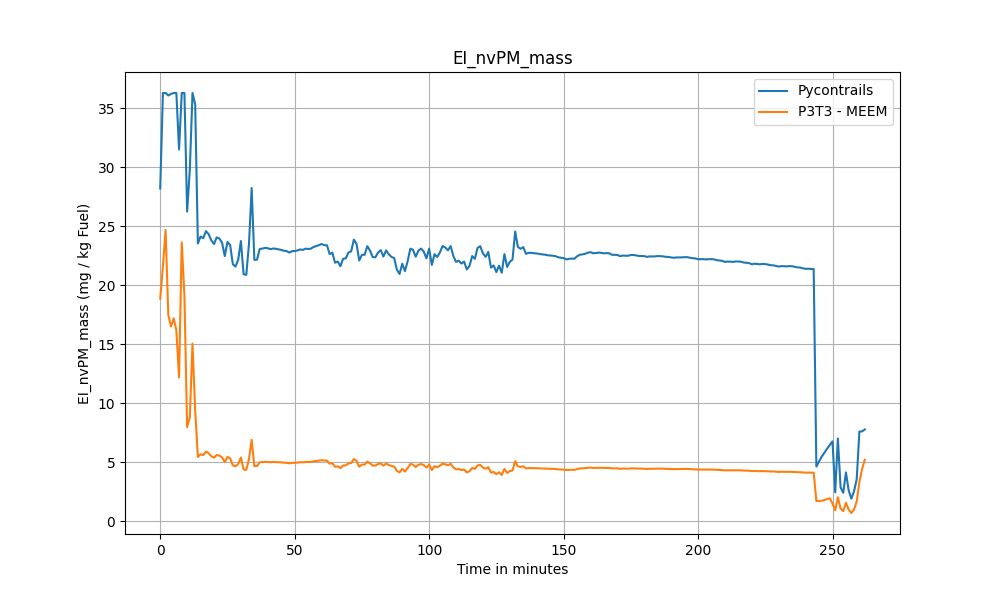 EI_nvPM_mass
Pycontrails
P3T3 - MEEM
EI_nvPM_mass (mg / kg Fuel)
35
30
25
20
15
10
5
0
0 50 100 150 200 250
Time in minutes